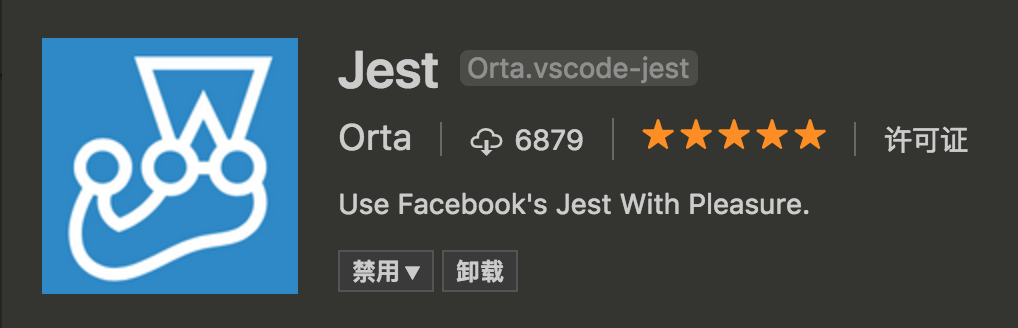 Jest Orta.vscode-jest
Orta 6879 许可证
Use Facebook's Jest With Pleasure.
禁用 卸载